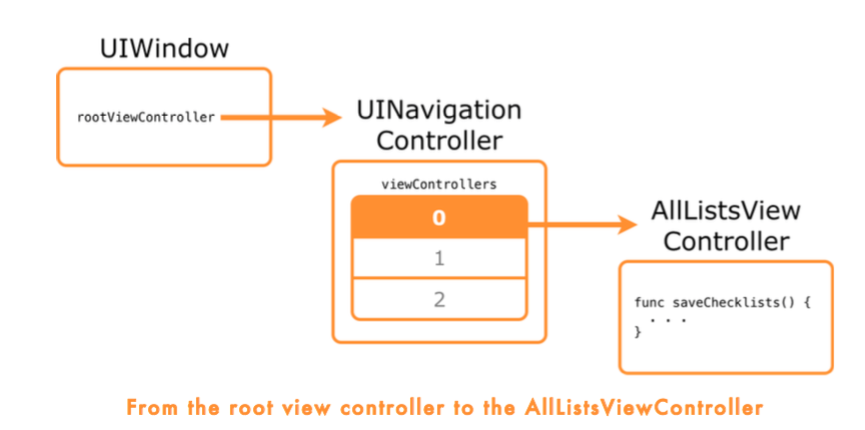 UIWindow
rootViewController
UINavigation
Controller
viewControllers
0
1
2
AllListsView
Controller
func saveChecklists() {
. . .
}
From the root view controller to the AllListsViewController